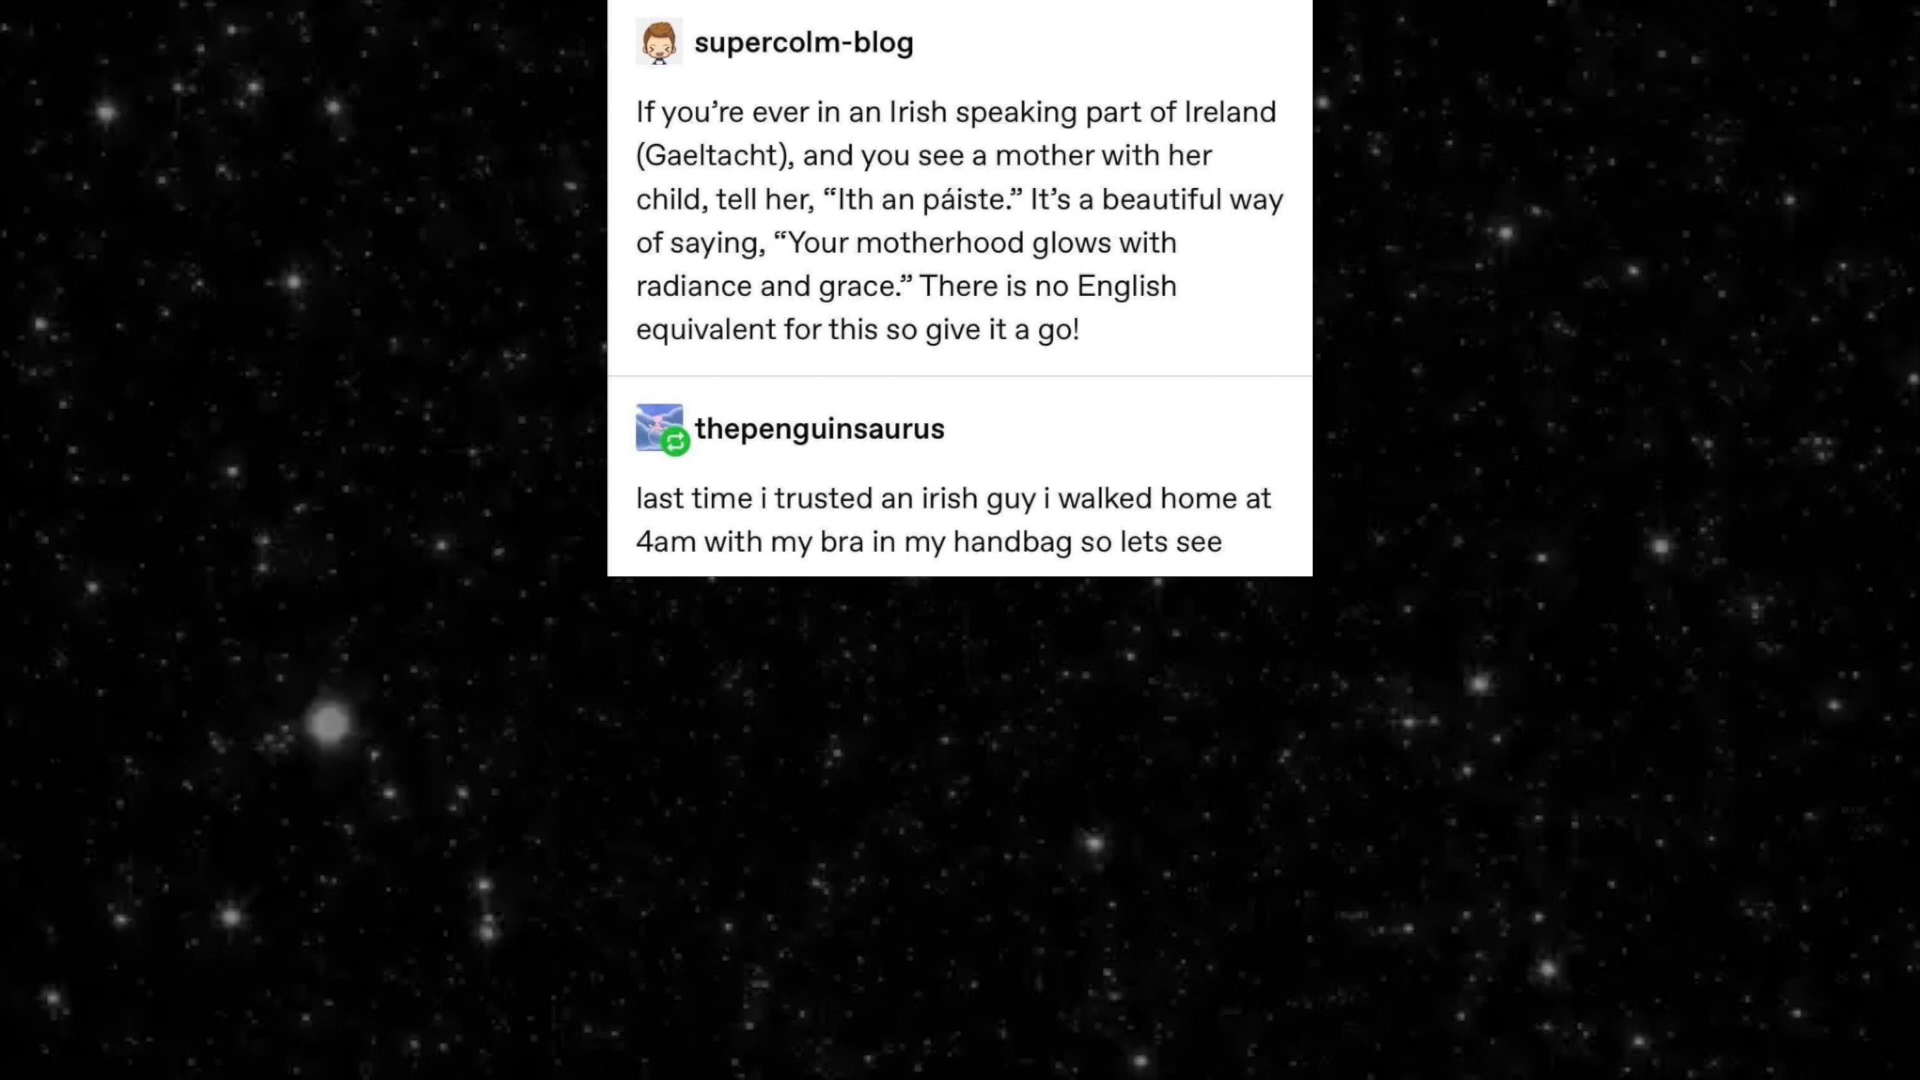 supercolm-blog
If you’re ever in an Irish speaking part of Ireland
(Gaeltacht), and you see a mother with her
child, tell her, “Ith an páiste.” It’s a beautiful way
of saying, “Your motherhood glows with
radiance and grace.” There is no English
equivalent for this so give it a go!
thepenguinsaurus
last time i trusted an irish guy i walked home at
4am with my bra in my handbag so lets see